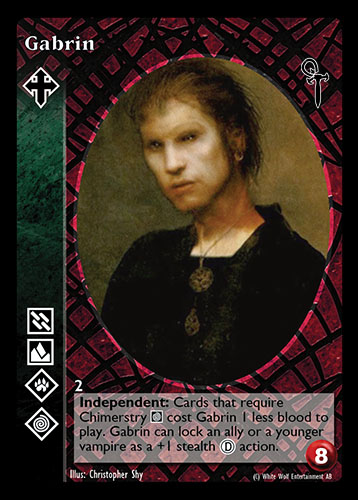 Gabrin
2
Independent: Cards that require
Chimerstry cost Gabrin 1 less blood to
play. Gabrin can lock an ally or a younger
vampire as a +1 stealth D action.
8
Illus: Christopher Shy
(C) White Wolf Entertainment AB